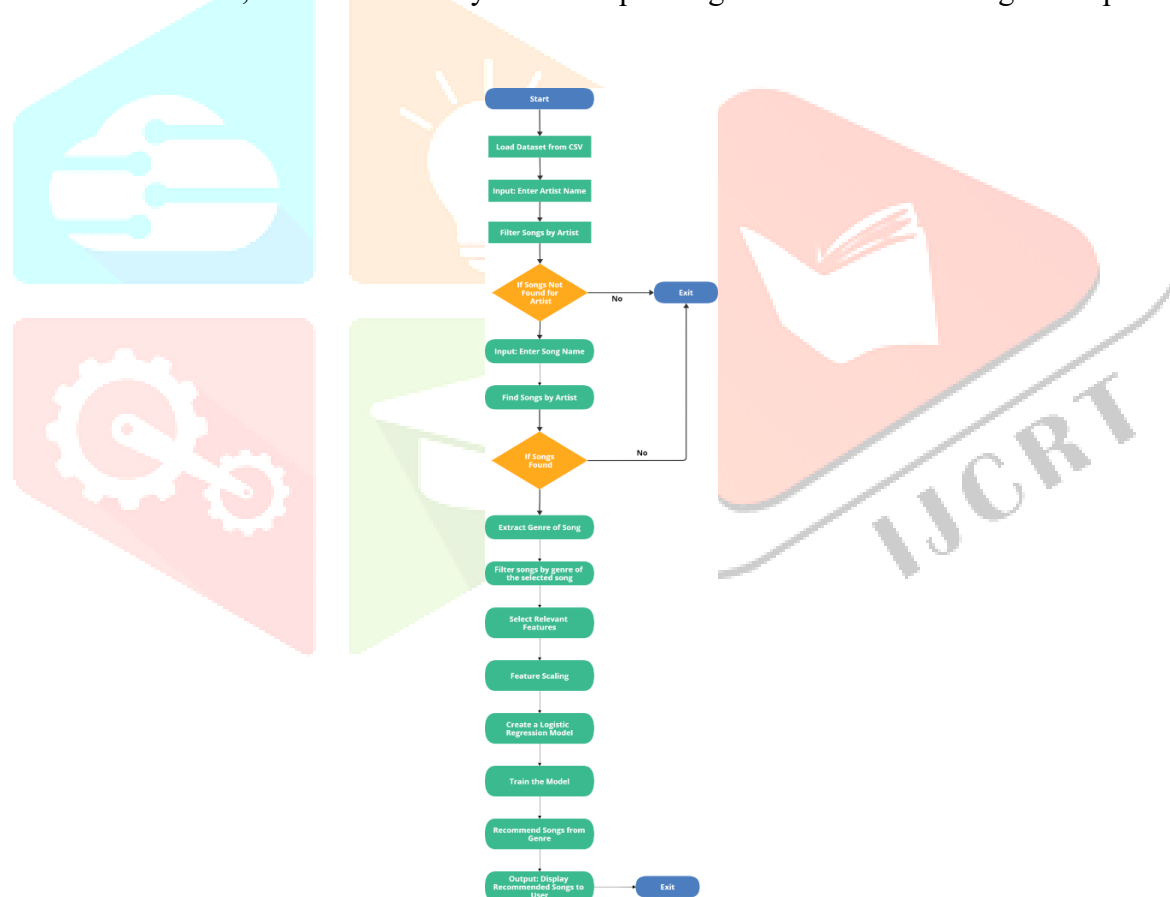 Start
Load Dataset from CSV
Input: Enter Artist Name
Filter Songs by Artist
If Songs Not
Found for
Artist
No
Exit
Input: Enter Song Name
Find Songs by Artist
If Songs
Found
No
Extract Genre of Song
Filter songs by genre of
the selected song
Select Relevant
Features
Feature Scaling
Create a Logistic
Regression Model
Train the Model
Recommend Songs from
Genre
Output: Display
Recommended Songs to
User
Exit
IJCRT